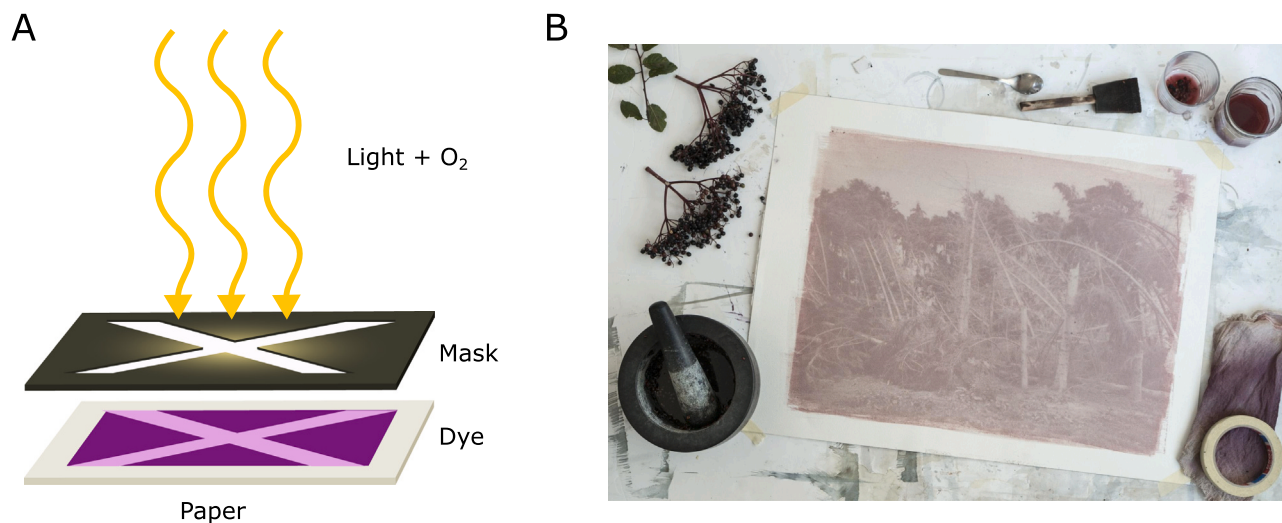 A
B
Light + O₂
Mask
Dye
Paper